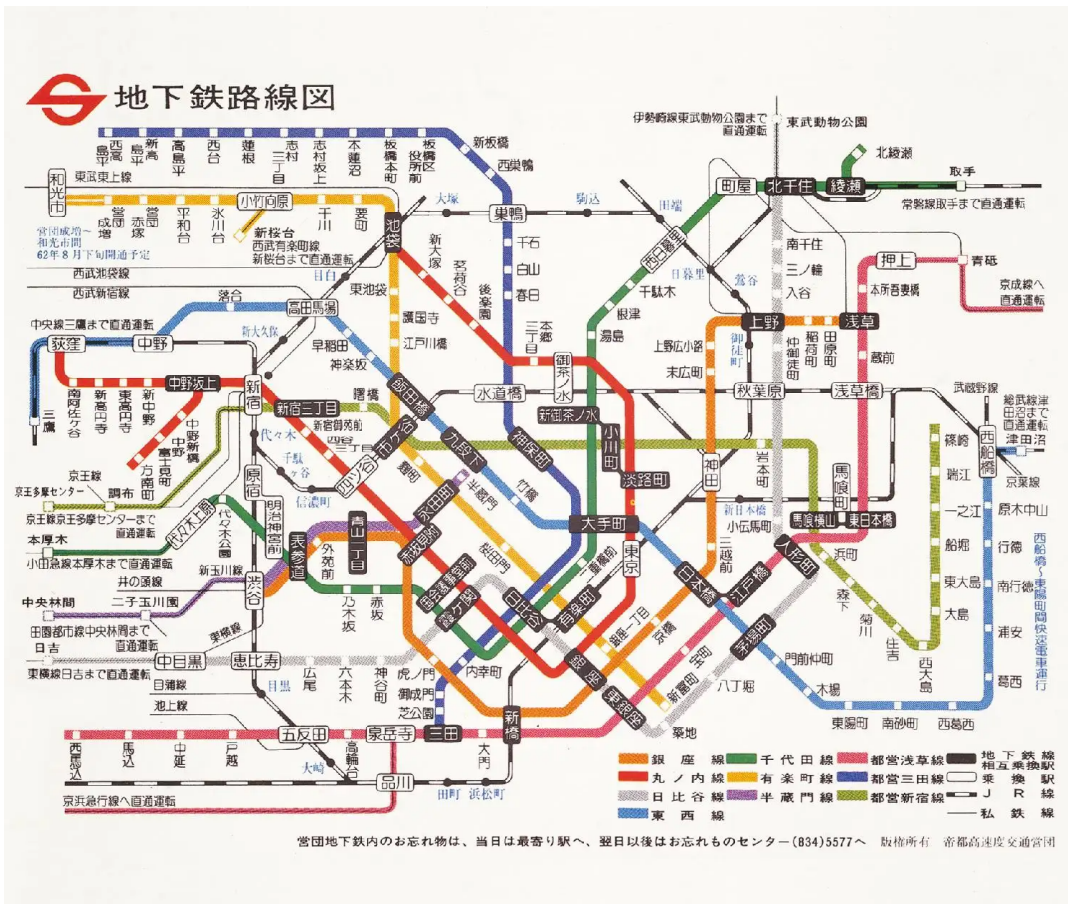 地下鉄路線図
西高島平
新高島平
高島平
西台
蓮根
志村三丁目
志村坂上
本蓮沼
板橋本町
板橋区役所前
新板橋
西巣鴨
巣鴨
千石
白山
春日
伊勢崎線東武動物公園まで
直通運転
東武動物公園
北綾瀬
町屋
北千住
綾瀬
取手
常磐線取手まで直通運転
和光市
東武東上線
営団成増
営団赤塚
平和台
氷川台
小竹向原
千川
要町
池袋
新桜台
西武有楽町線
新桜台まで直通運転
営団成増〜
和光市間
62年8月下旬開通予定
大塚
駒込
田端
西日暮里
日暮里
鶯谷
南千住
三ノ輪
入谷
押上
青砥
本所吾妻橋
京成線へ
直通運転
西武池袋線
西武新宿線
目白
東池袋
護国寺
江戸川橋
新大塚
茗荷谷
後楽園
本郷三丁目
千駄木
根津
湯島
上野
浅草
上野広小路
末広町
御徒町
仲御徒町
稲荷町
田原町
蔵前
落合
高田馬場
中央線三鷹まで直通運転
荻窪
中野
新大久保
早稲田
神楽坂
飯田橋
水道橋
御茶ノ水
新御茶ノ水
秋葉原
浅草橋
武蔵野線
総武線津田沼まで直通運転
西船橋
津田沼
京葉線
三鷹
南阿佐ケ谷
新高円寺
東高円寺
新中野
中野坂上
中野新橋
中野富士見町
方南町
新宿
新宿三丁目
新宿御苑前
四谷三丁目
曙橋
市ケ谷
四ツ谷
麹町
九段下
神保町
小川町
淡路町
神田
岩本町
馬喰町
馬喰横山
東日本橋
篠崎
瑞江
一之江
船堀
東大島
大島
西大島
住吉
菊川
森下
浜町
代々木
千駄ケ谷
信濃町
京王線
京王多摩センター
調布
京王線京王多摩センターまで
直通運転
代々木上原
代々木公園
原宿
明治神宮前
本厚木
小田急線本厚木まで直通運転
表参道
外苑前
青山一丁目
永田町
半蔵門
竹橋
大手町
新日本橋
小伝馬町
三越前
人形町
原木中山
行徳
南行徳
浦安
葛西
西船橋〜東陽町間快速電車運行
井の頭線
新玉川線
渋谷
中央林間
二子玉川園
田園都市線中央林間まで
直通運転
赤坂見附
国会議事堂前
霞ケ関
桜田門
日比谷
有楽町
二重橋前
東京
日本橋
江戸橋
茅場町
乃木坂
赤坂
銀座一丁目
京橋
宝町
門前仲町
木場
東陽町
南砂町
西葛西
日吉
東横線日吉まで直通運転
東横線
中目黒
恵比寿
広尾
六本木
神谷町
虎ノ門
御成門
芝公園
内幸町
銀座
東銀座
新富町
八丁堀
築地
目蒲線
目黒
池上線
西馬込
馬込
中延
戸越
五反田
高輪台
泉岳寺
三田
大門
新橋
大崎
品川
田町
浜松町
京浜急行線へ直通運転
銀座線
千代田線
都営浅草線
地下鉄線相互乗換駅
丸ノ内線
有楽町線
都営三田線
乗換駅
日比谷線
半蔵門線
都営新宿線
JR線
東西線
私鉄線
営団地下鉄内のお忘れ物は、当日は最寄り駅へ、翌日以後はお忘れものセンター(834)5577へ 版権所有 帝都高速度交通営団